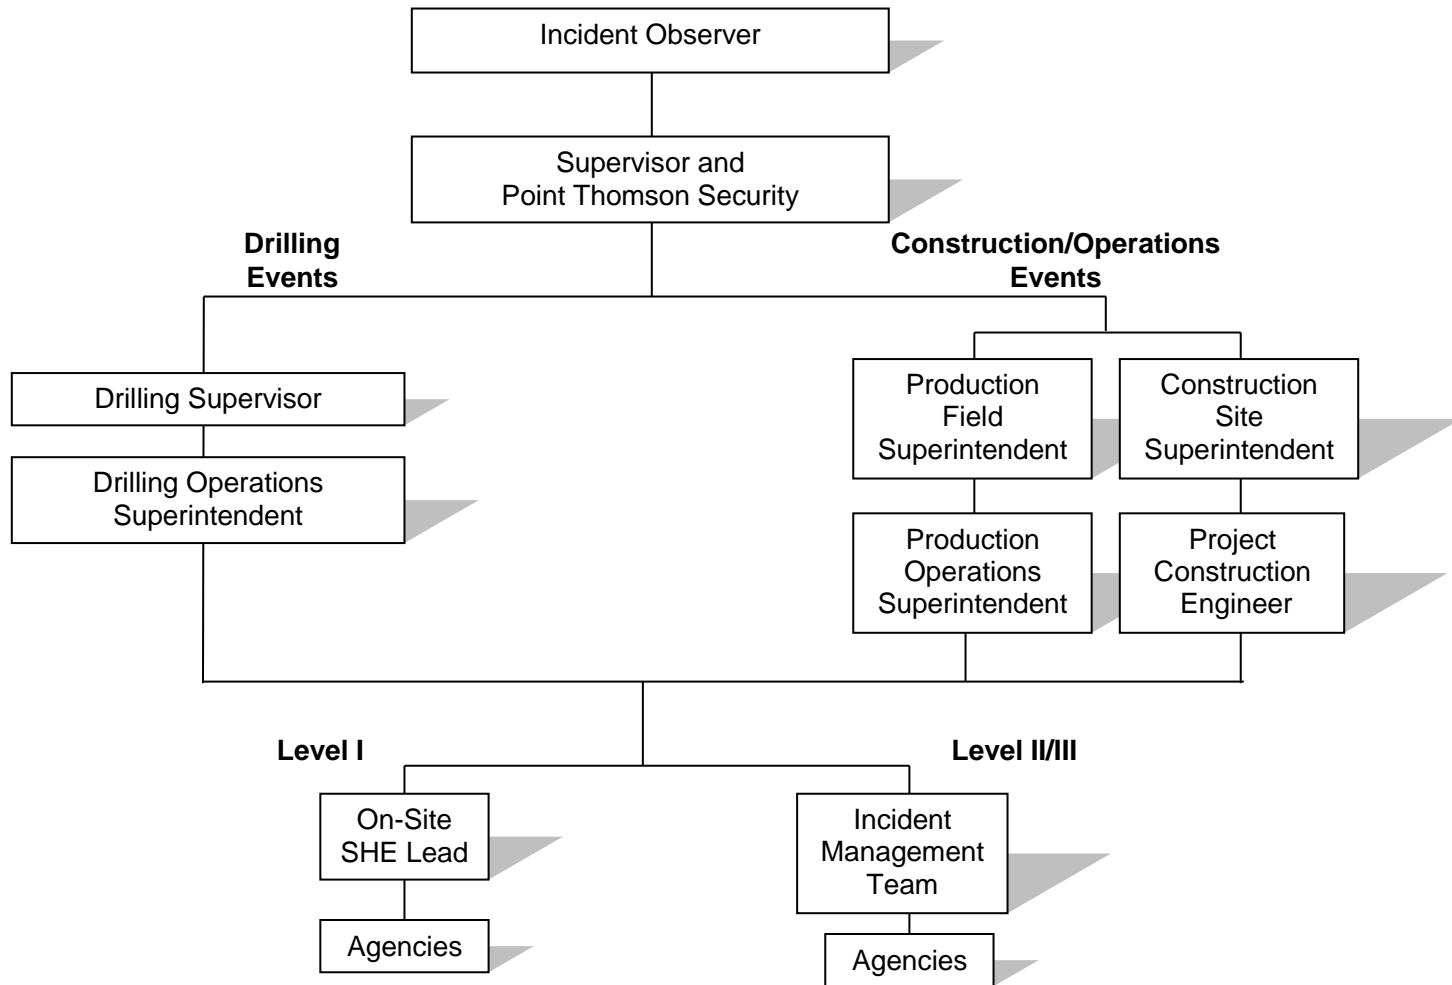 Incident Observer
Supervisor and
Point Thomson Security
Drilling
Events
Construction/Operations
Events
Drilling Supervisor
Drilling Operations
Superintendent
Production
Field
Superintendent
Construction
Site
Superintendent
Production
Operations
Superintendent
Project
Construction
Engineer
Level I
Level II/III
On-Site
SHE Lead
Incident
Management
Team
Agencies
Agencies